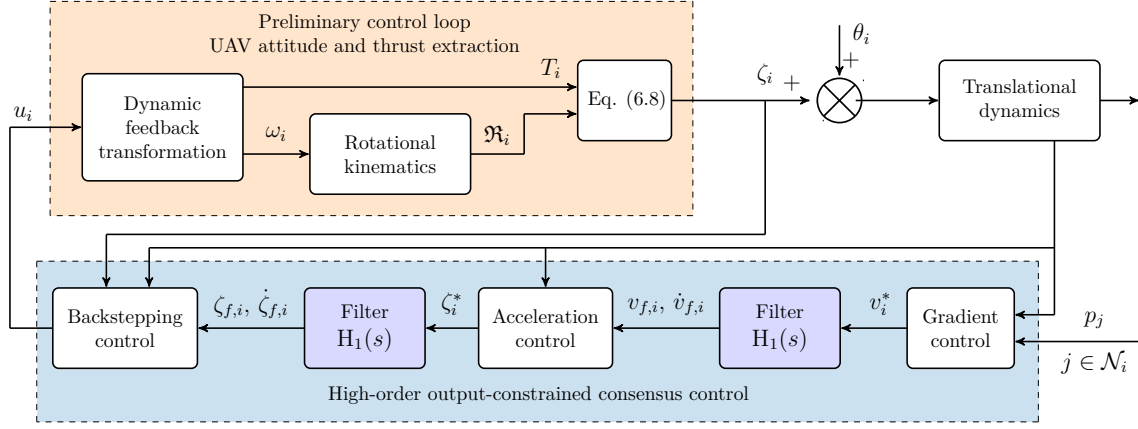 Preliminary control loop
UAV attitude and thrust extraction
θ_i
u_i
Dynamic
feedback
transformation
T_i
ω_i
Rotational
kinematics
ℜ_i
Eq. (6.8)
ζ_i
+
+
Translational
dynamics
Backstepping
control
ζ_{f,i}, ζ̇_{f,i}
Filter
H₁(s)
ζ_i^*
Acceleration
control
v_{f,i}, v̇_{f,i}
Filter
H₁(s)
v_i^*
Gradient
control
p_j
j ∈ 𝒩_i
High-order output-constrained consensus control